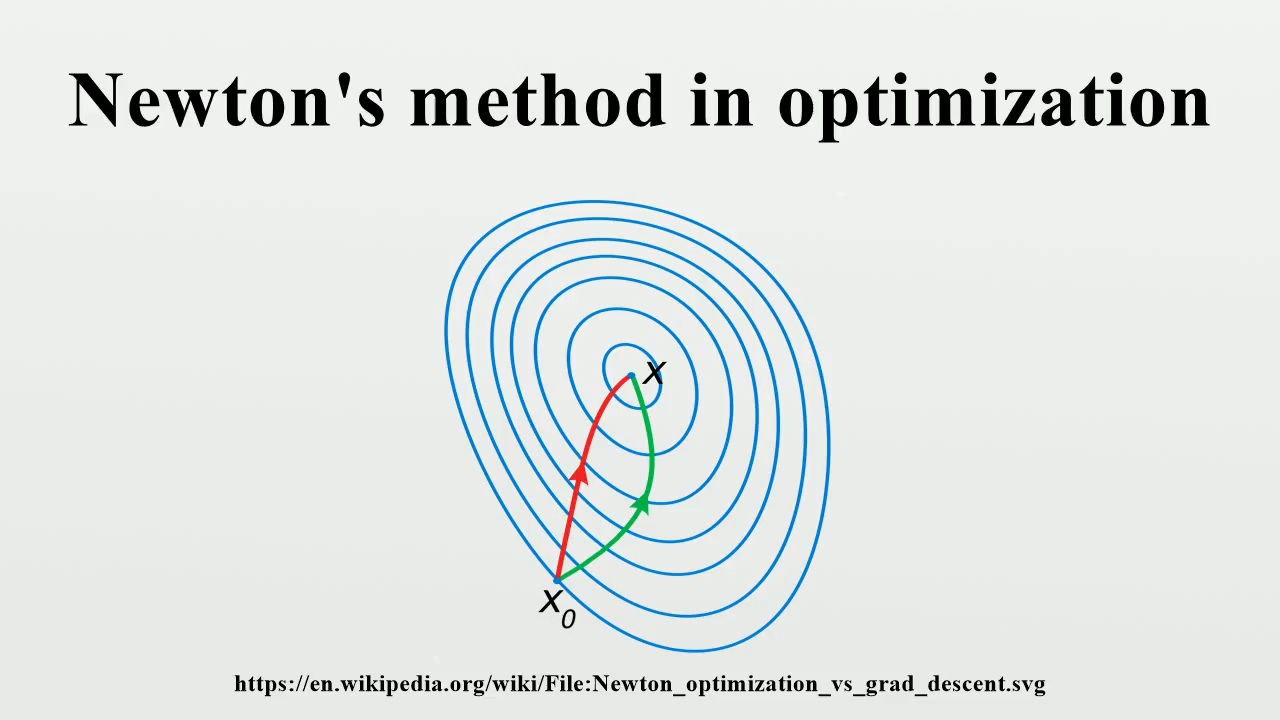 Newton's method in optimization
x
x0
https://en.wikipedia.org/wiki/File:Newton_optimization_vs_grad_descent.svg